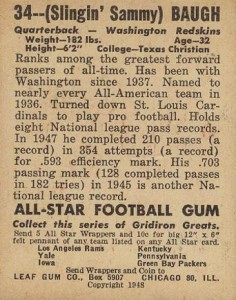 34--(Slingin' Sammy) BAUGH
Quarterback - Washington Redskins
Weight-182 lbs. Age-32
Height-6'2" College-Texas Christian
Ranks among the greatest forward
passers of all-time. Has been with
Washington since 1937. Named to
nearly every All-American team in
1936. Turned down St. Louis Cardinals
to play pro football. Holds
eight National league pass records.
In 1947 he completed 210 passes (a
record) in 354 attempts (a record)
for .593 efficiency mark. His .703
passing mark (128 completed passes
in 182 tries) in 1945 is another National
league record.
ALL-STAR FOOTBALL GUM
Collect this series of Gridiron Greats.
Send 5 All Star Wrappers and 10c for big 12" x 6"
felt pennant of any team listed on any All Star card.
Los Angeles Rams Kentucky
Yale Pennsylvania
Iowa Green Bay Packers
Send Wrappers and Coin to
LEAF GUM CO., Box 5907 CHICAGO 80, ILL.
Copyright 1948